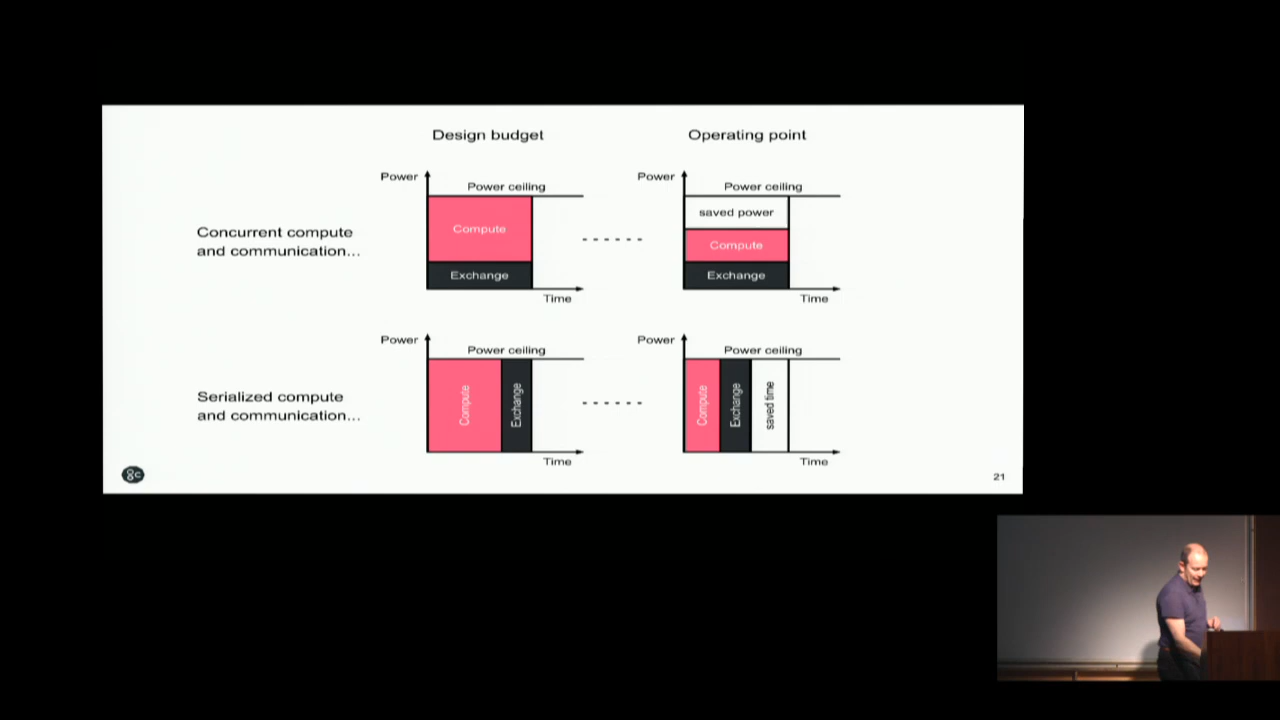 Design budget
Operating point
Power
Power ceiling
Compute
Exchange
Time
Power
Power ceiling
saved power
Compute
Exchange
Time
Concurrent compute
and communication...
Power
Power ceiling
Compute
Exchange
Time
Power
Power ceiling
Compute
Exchange
saved time
Time
Serialized compute
and communication...
gc
21